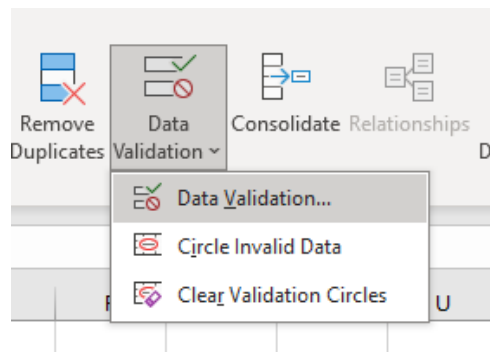 Remove Duplicates
Data Validation
Consolidate
Relationships
D
Data Validation...
Circle Invalid Data
Clear Validation Circles
U